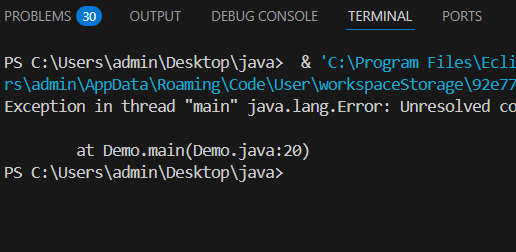 PROBLEMS 30 OUTPUT DEBUG CONSOLE TERMINAL PORTS
PS C:\Users\admin\Desktop\java>  & 'C:\Program Files\Ecli
rs\admin\AppData\Roaming\Code\User\workspaceStorage\92e77
Exception in thread "main" java.lang.Error: Unresolved co
at Demo.main(Demo.java:20)
PS C:\Users\admin\Desktop\java>